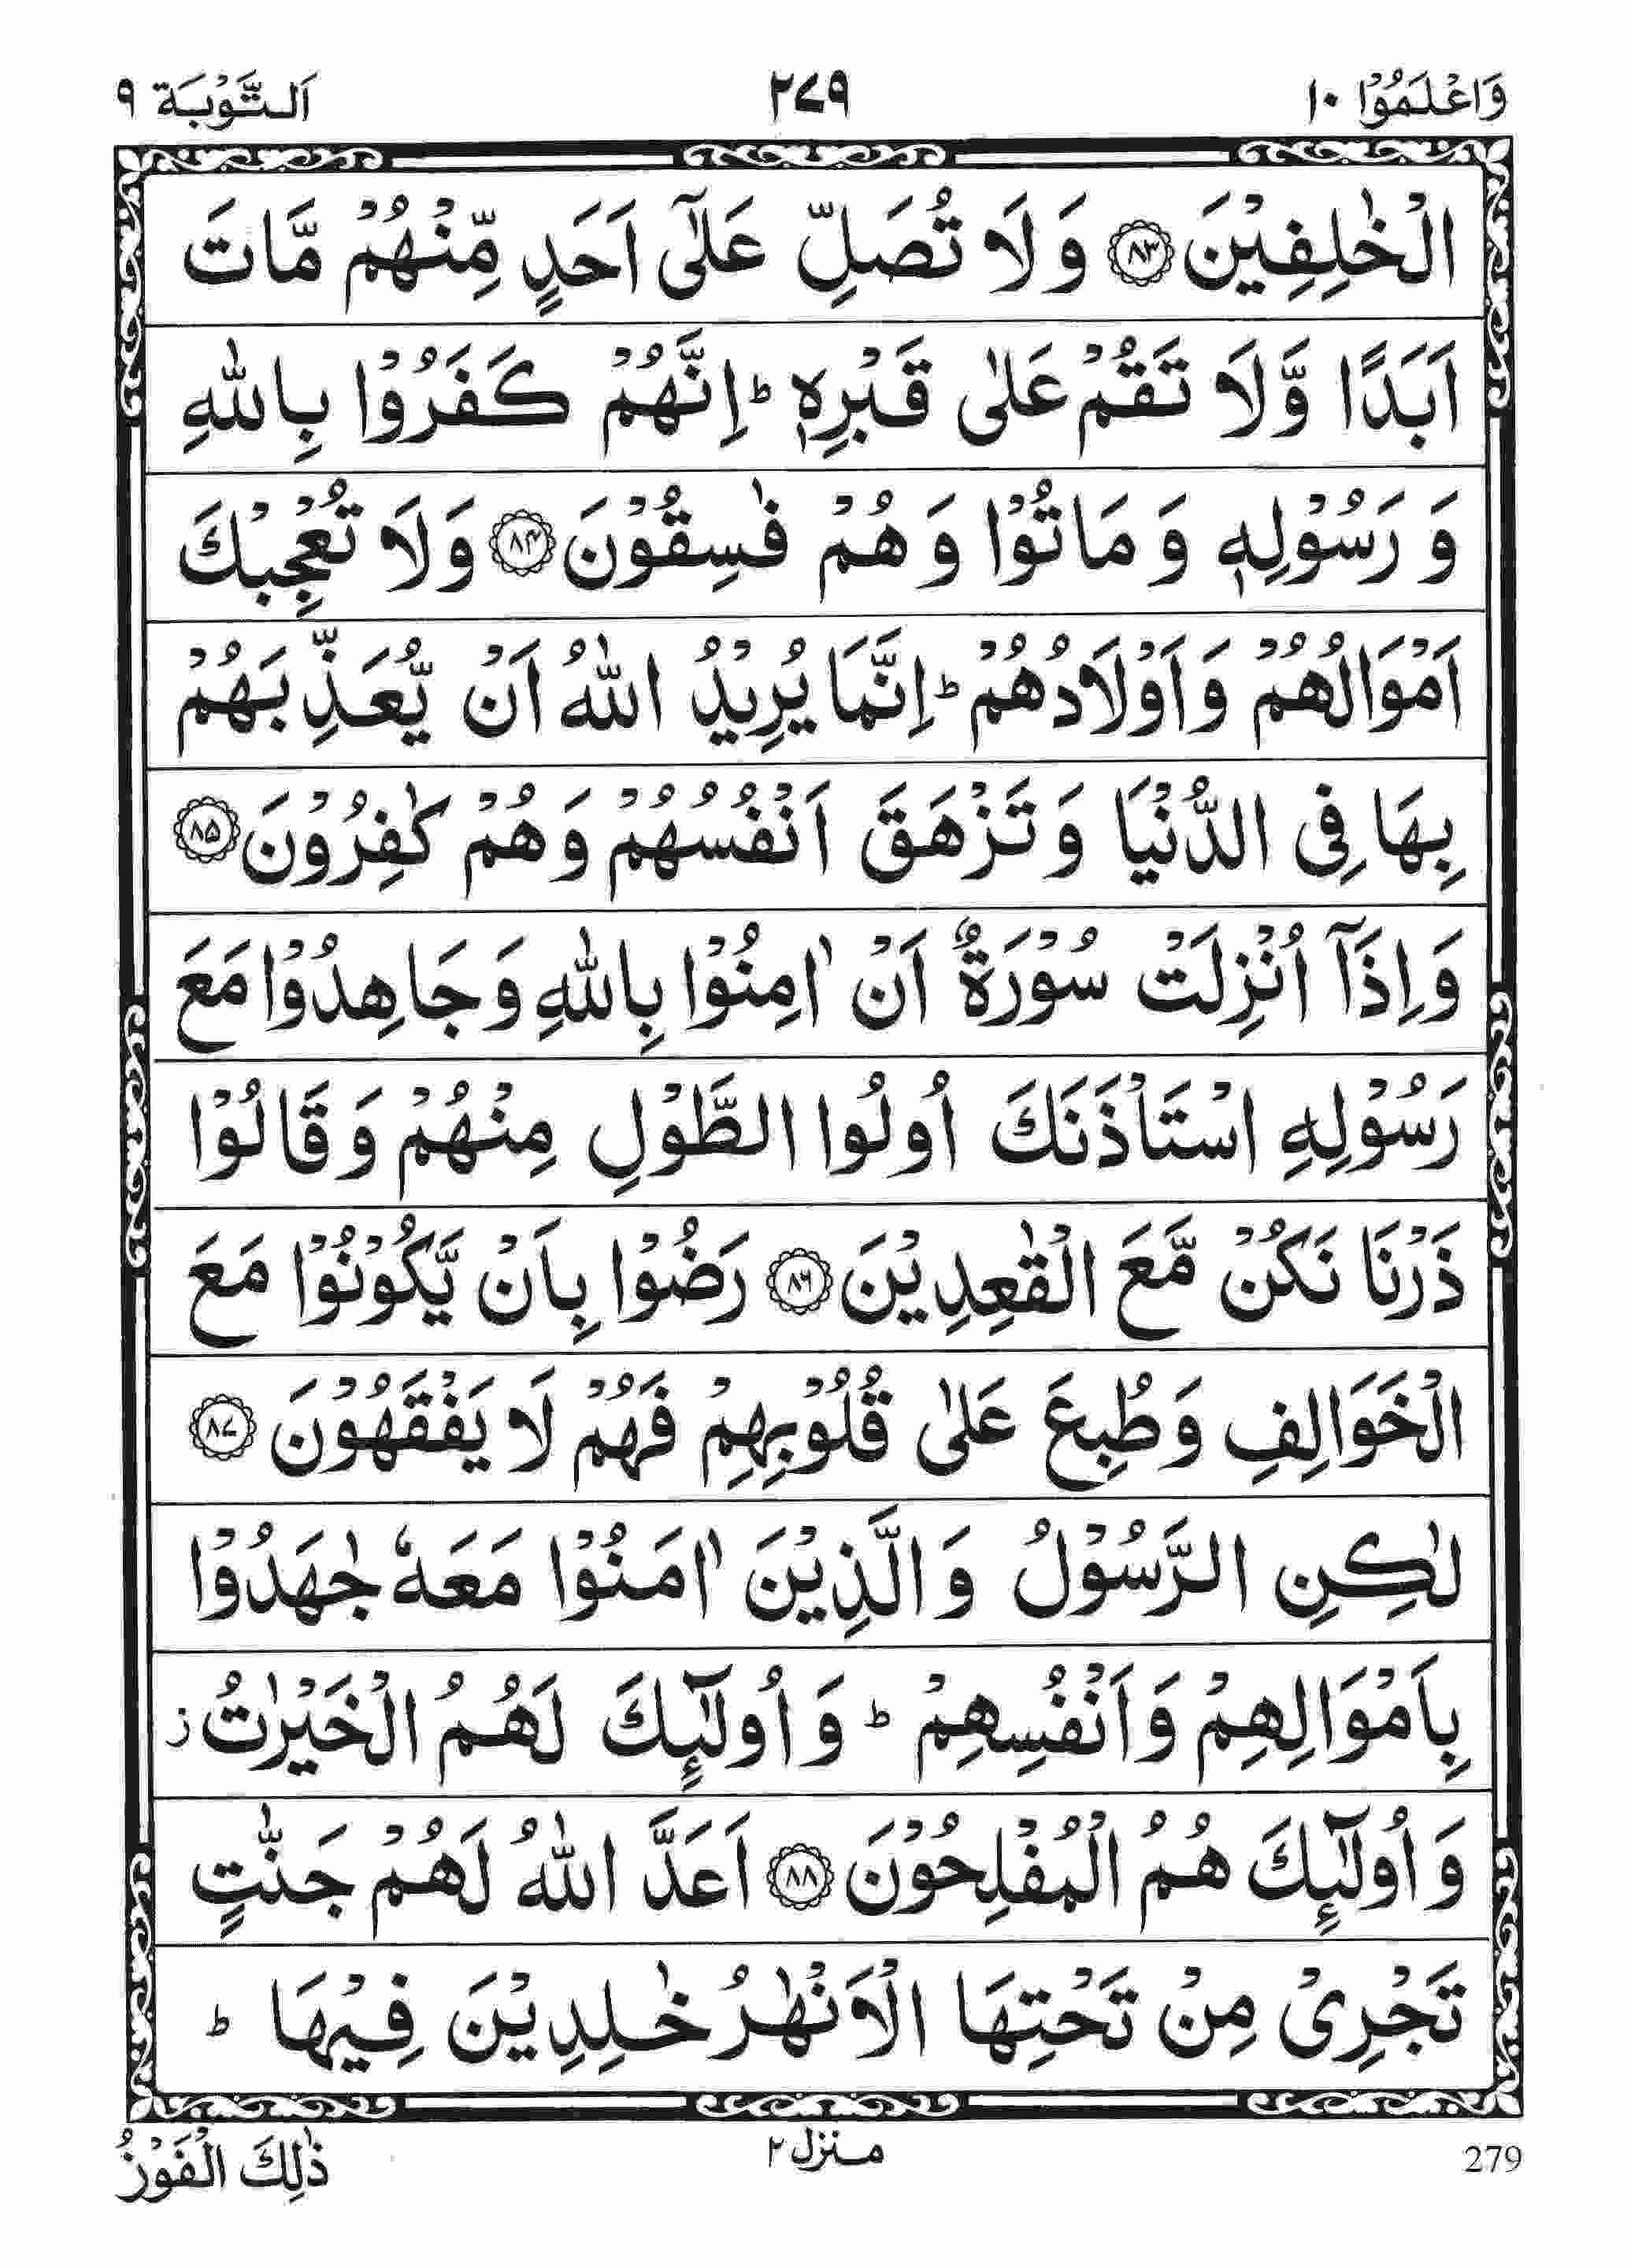 وَاعْلَمُوْۤا ۱۰ ۲۷۹ اَلتَّوْبَة ۹
الْخٰلِفِيْنَ ﴿۸۳﴾ وَ لَا تُصَلِّ عَلٰۤى اَحَدٍ مِّنْهُمْ مَّاتَ
اَبَدًا وَّ لَا تَقُمْ عَلٰى قَبْرِهٖ ؕ اِنَّهُمْ كَفَرُوْا بِاللّٰهِ
وَ رَسُوْلِهٖ وَ مَا تُوْا وَ هُمْ فٰسِقُوْنَ ﴿۸۴﴾ وَ لَا تُعْجِبْكَ
اَمْوَالُهُمْ وَ اَوْلَادُهُمْ ؕ اِنَّمَا يُرِيْدُ اللّٰهُ اَنْ يُّعَذِّبَهُمْ
بِهَا فِى الدُّنْيَا وَ تَزْهَقَ اَنْفُسُهُمْ وَ هُمْ كٰفِرُوْنَ ﴿۸۵﴾
وَ اِذَاۤ اُنْزِلَتْ سُوْرَةٌ اَنْ اٰمِنُوْا بِاللّٰهِ وَ جَاهِدُوْا مَعَ
رَسُوْلِهِ اسْتَاْذَنَكَ اُولُوا الطَّوْلِ مِنْهُمْ وَ قَالُوْا
ذَرْنَا نَكُنْ مَّعَ الْقٰعِدِيْنَ ﴿۸۶﴾ رَضُوْا بِاَنْ يَّكُوْنُوْا مَعَ
الْخَوَالِفِ وَ طُبِعَ عَلٰى قُلُوْبِهِمْ فَهُمْ لَا يَفْقَهُوْنَ ﴿۸۷﴾
لٰكِنِ الرَّسُوْلُ وَ الَّذِيْنَ اٰمَنُوْا مَعَهٗ جٰهَدُوْا
بِاَمْوَالِهِمْ وَ اَنْفُسِهِمْ ؕ وَ اُولٰٓئِكَ لَهُمُ الْخَيْرٰتُ ز
وَ اُولٰٓئِكَ هُمُ الْمُفْلِحُوْنَ ﴿۸۸﴾ اَعَدَّ اللّٰهُ لَهُمْ جَنّٰتٍ
تَجْرِىْ مِنْ تَحْتِهَا الْاَنْهٰرُ خٰلِدِيْنَ فِيْهَا ؕ
279 منزل ۲ ذٰلِكَ الْفَوْزُ